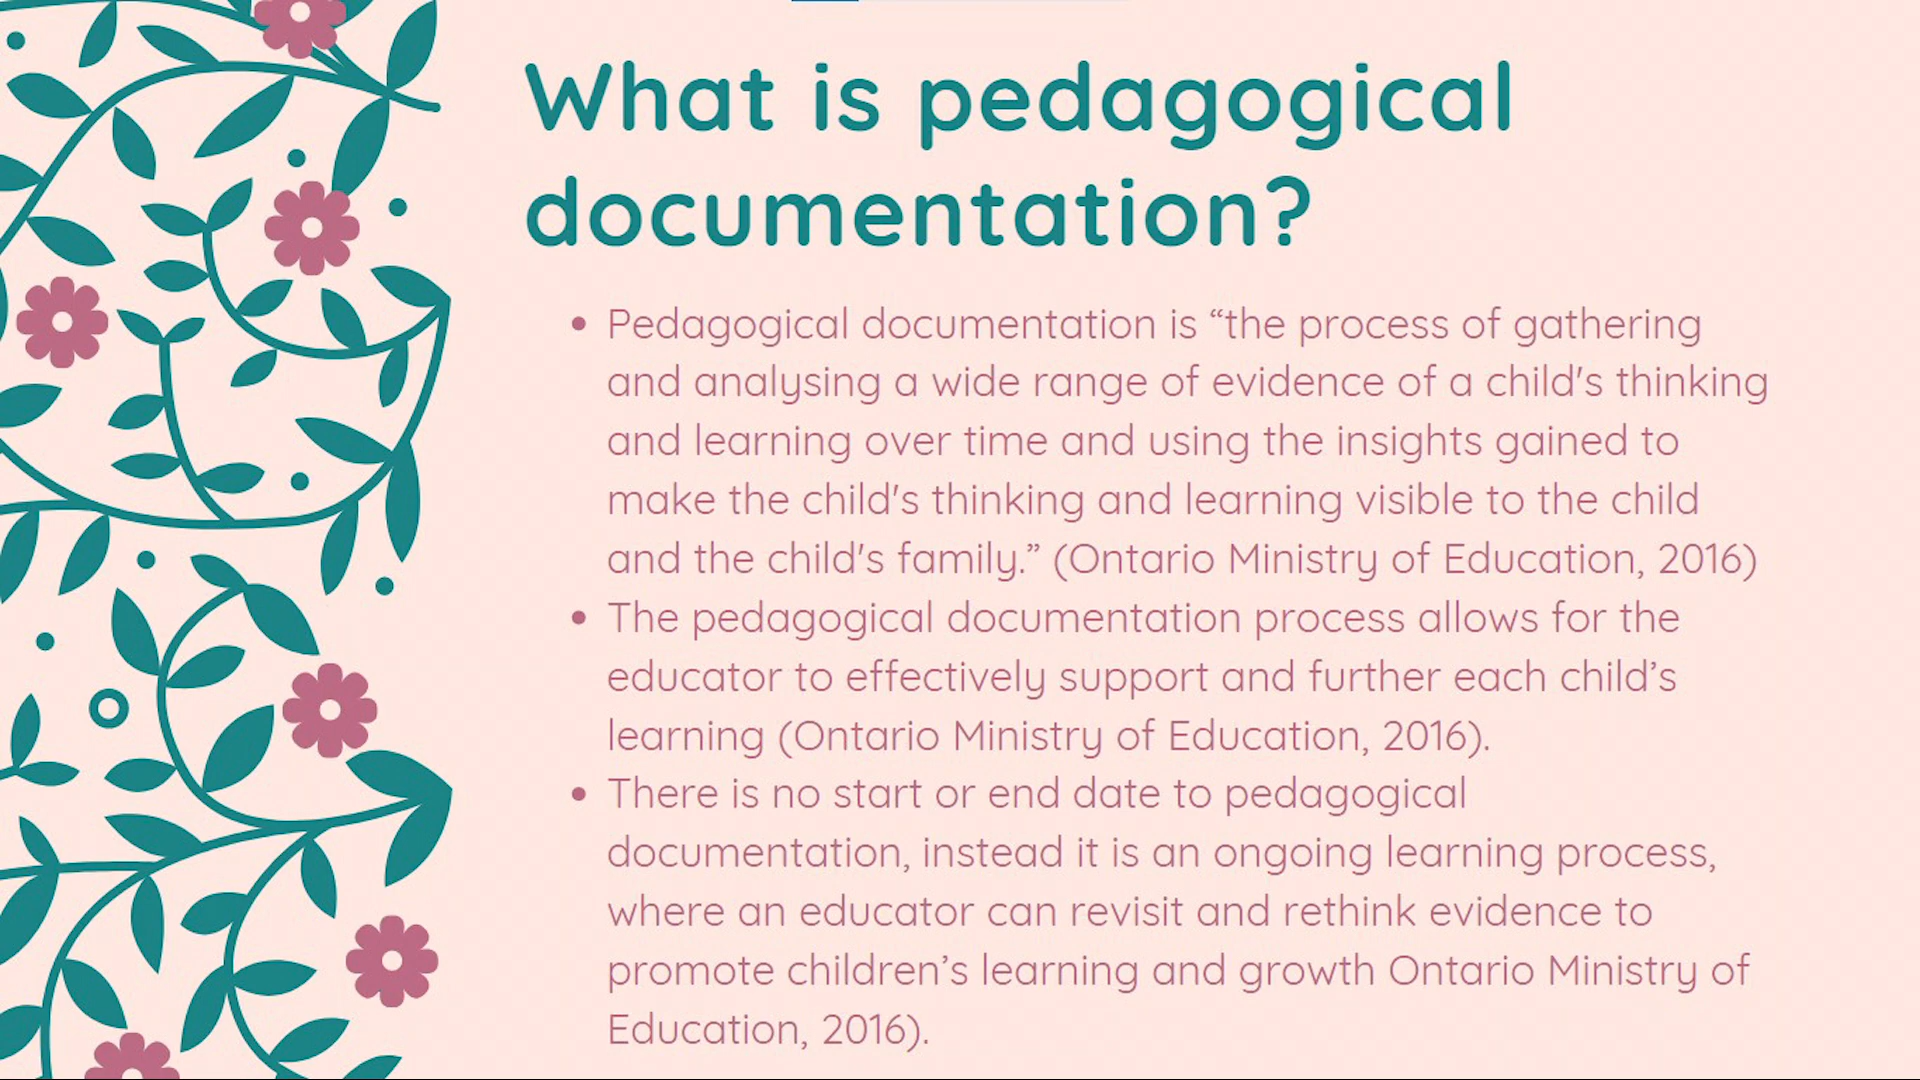 What is pedagogical
documentation?
• Pedagogical documentation is “the process of gathering
and analysing a wide range of evidence of a child's thinking
and learning over time and using the insights gained to
make the child's thinking and learning visible to the child
and the child's family.” (Ontario Ministry of Education, 2016)
• The pedagogical documentation process allows for the
educator to effectively support and further each child’s
learning (Ontario Ministry of Education, 2016).
• There is no start or end date to pedagogical
documentation, instead it is an ongoing learning process,
where an educator can revisit and rethink evidence to
promote children’s learning and growth Ontario Ministry of
Education, 2016).